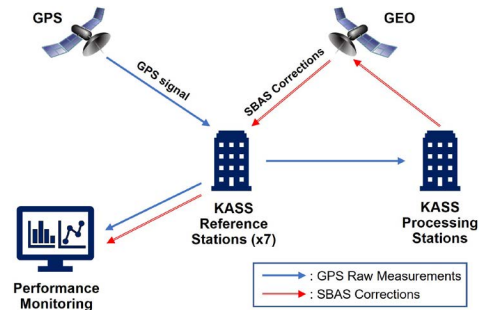 GPS
GEO
GPS signal
SBAS Corrections
KASS
Reference
Stations (x7)
KASS
Processing
Stations
Performance
Monitoring
: GPS Raw Measurements
: SBAS Corrections